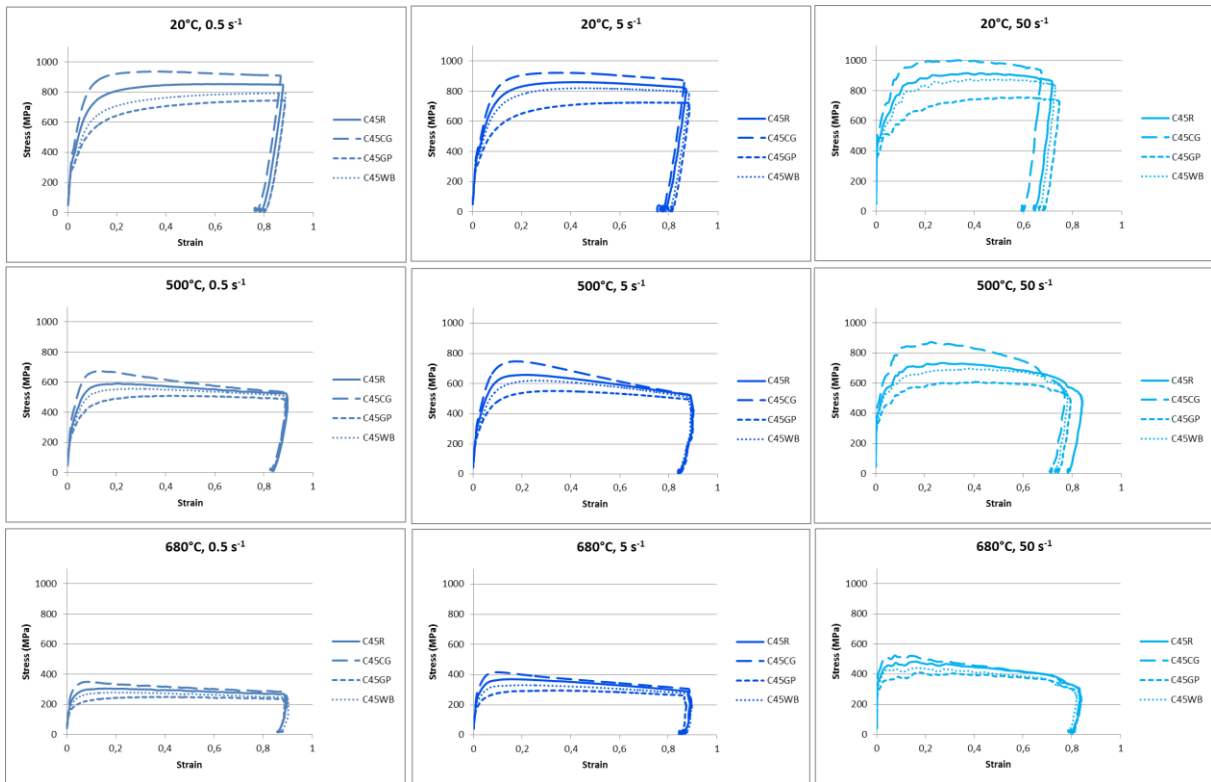 20°C, 0.5 s⁻¹
Stress (MPa)
1000
800
600
400
200
0
0
0,2
0,4
0,6
0,8
1
Strain
C45R
C45CG
C45GP
C45WB
20°C, 5 s⁻¹
Stress (MPa)
1000
800
600
400
200
0
0
0,2
0,4
0,6
0,8
1
Strain
C45R
C45CG
C45GP
C45WB
20°C, 50 s⁻¹
Stress (MPa)
1000
800
600
400
200
0
0
0,2
0,4
0,6
0,8
1
Strain
C45R
C45CG
C45GP
C45WB
500°C, 0.5 s⁻¹
Stress (MPa)
1000
800
600
400
200
0
0
0,2
0,4
0,6
0,8
1
Strain
C45R
C45CG
C45GP
C45WB
500°C, 5 s⁻¹
Stress (MPa)
1000
800
600
400
200
0
0
0,2
0,4
0,6
0,8
1
Strain
C45R
C45CG
C45GP
C45WB
500°C, 50 s⁻¹
Stress (MPa)
1000
800
600
400
200
0
0
0,2
0,4
0,6
0,8
1
Strain
C45R
C45CG
C45GP
C45WB
680°C, 0.5 s⁻¹
Stress (MPa)
1000
800
600
400
200
0
0
0,2
0,4
0,6
0,8
1
Strain
C45R
C45CG
C45GP
C45WB
680°C, 5 s⁻¹
Stress (MPa)
1000
800
600
400
200
0
0
0,2
0,4
0,6
0,8
1
Strain
C45R
C45CG
C45GP
C45WB
680°C, 50 s⁻¹
Stress (MPa)
1000
800
600
400
200
0
0
0,2
0,4
0,6
0,8
1
Strain
C45R
C45CG
C45GP
C45WB